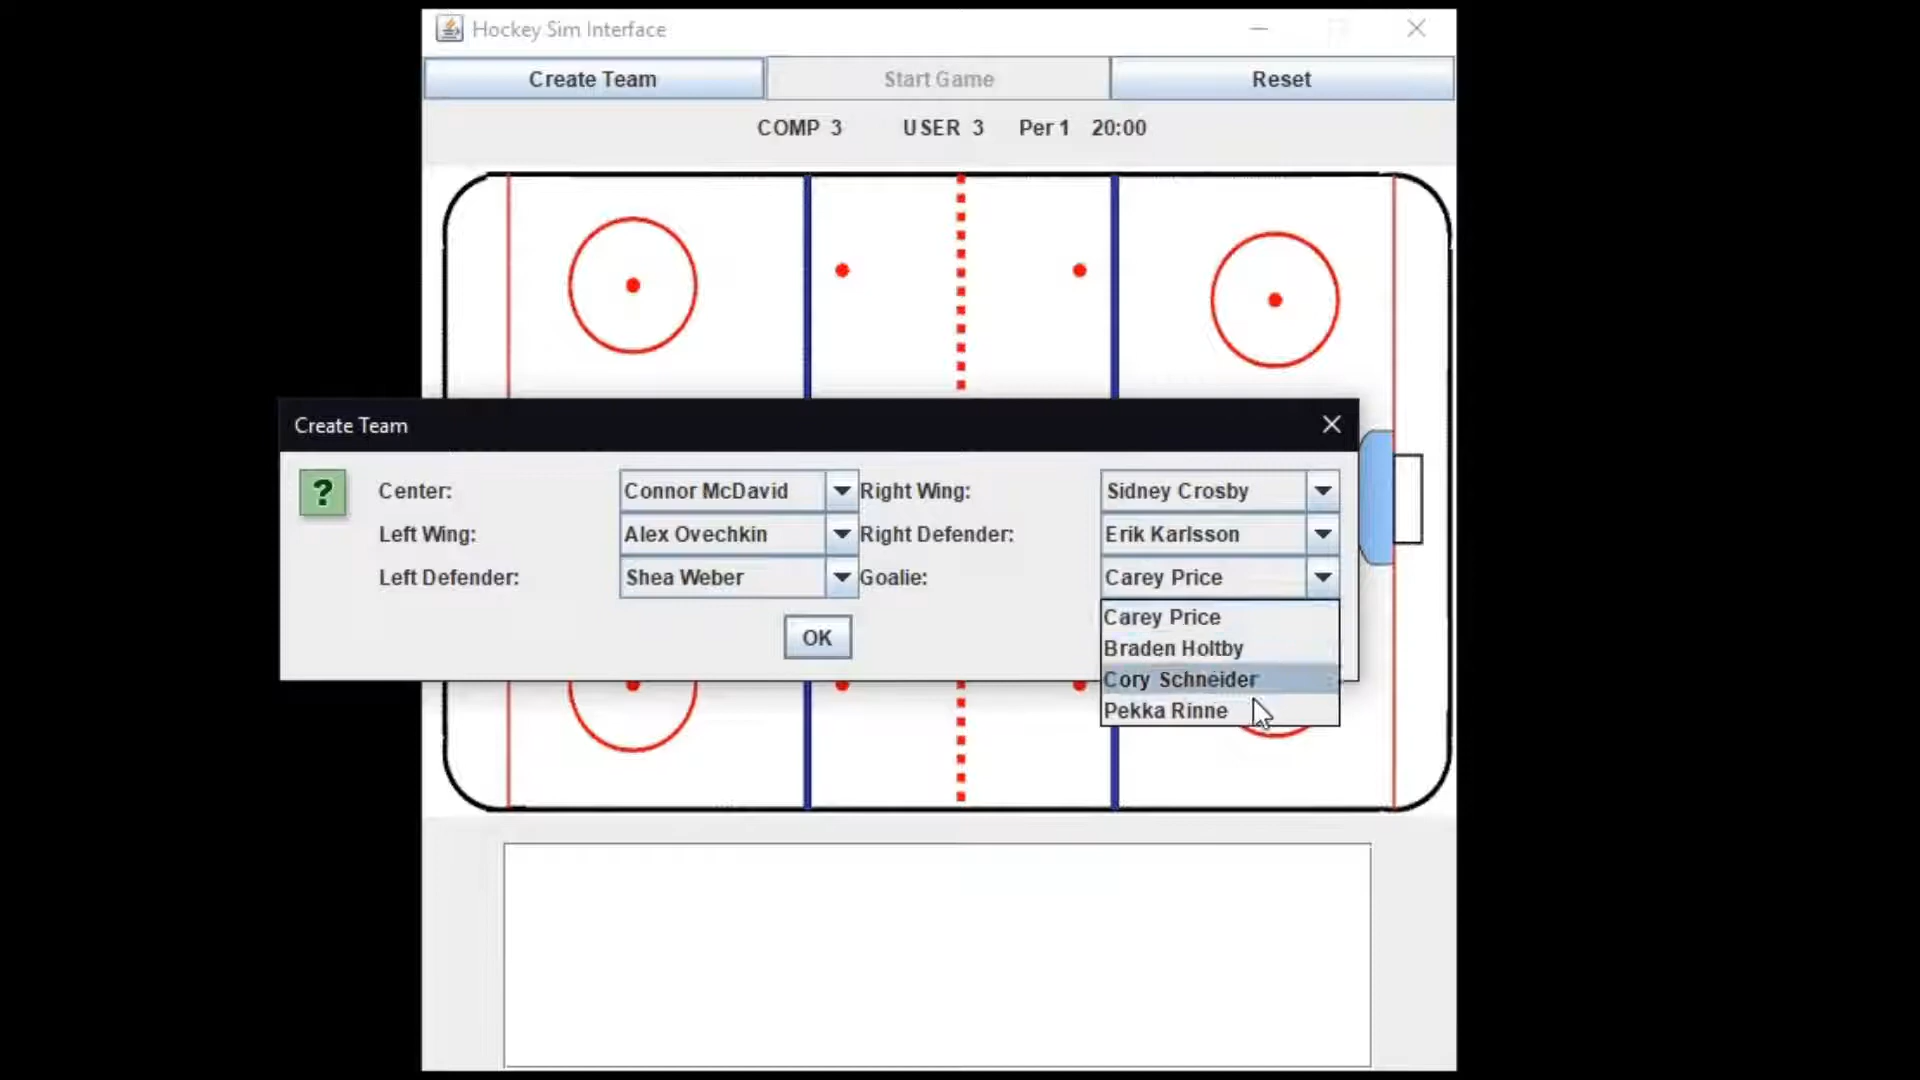 Hockey Sim Interface
Create Team Start Game Reset
COMP 3 USER 3 Per 1 20:00
Create Team
?
Center: Connor McDavid Right Wing: Sidney Crosby
Left Wing: Alex Ovechkin Right Defender: Erik Karlsson
Left Defender: Shea Weber Goalie: Carey Price
Carey Price
OK
Braden Holtby
Cory Schneider
Pekka Rinne